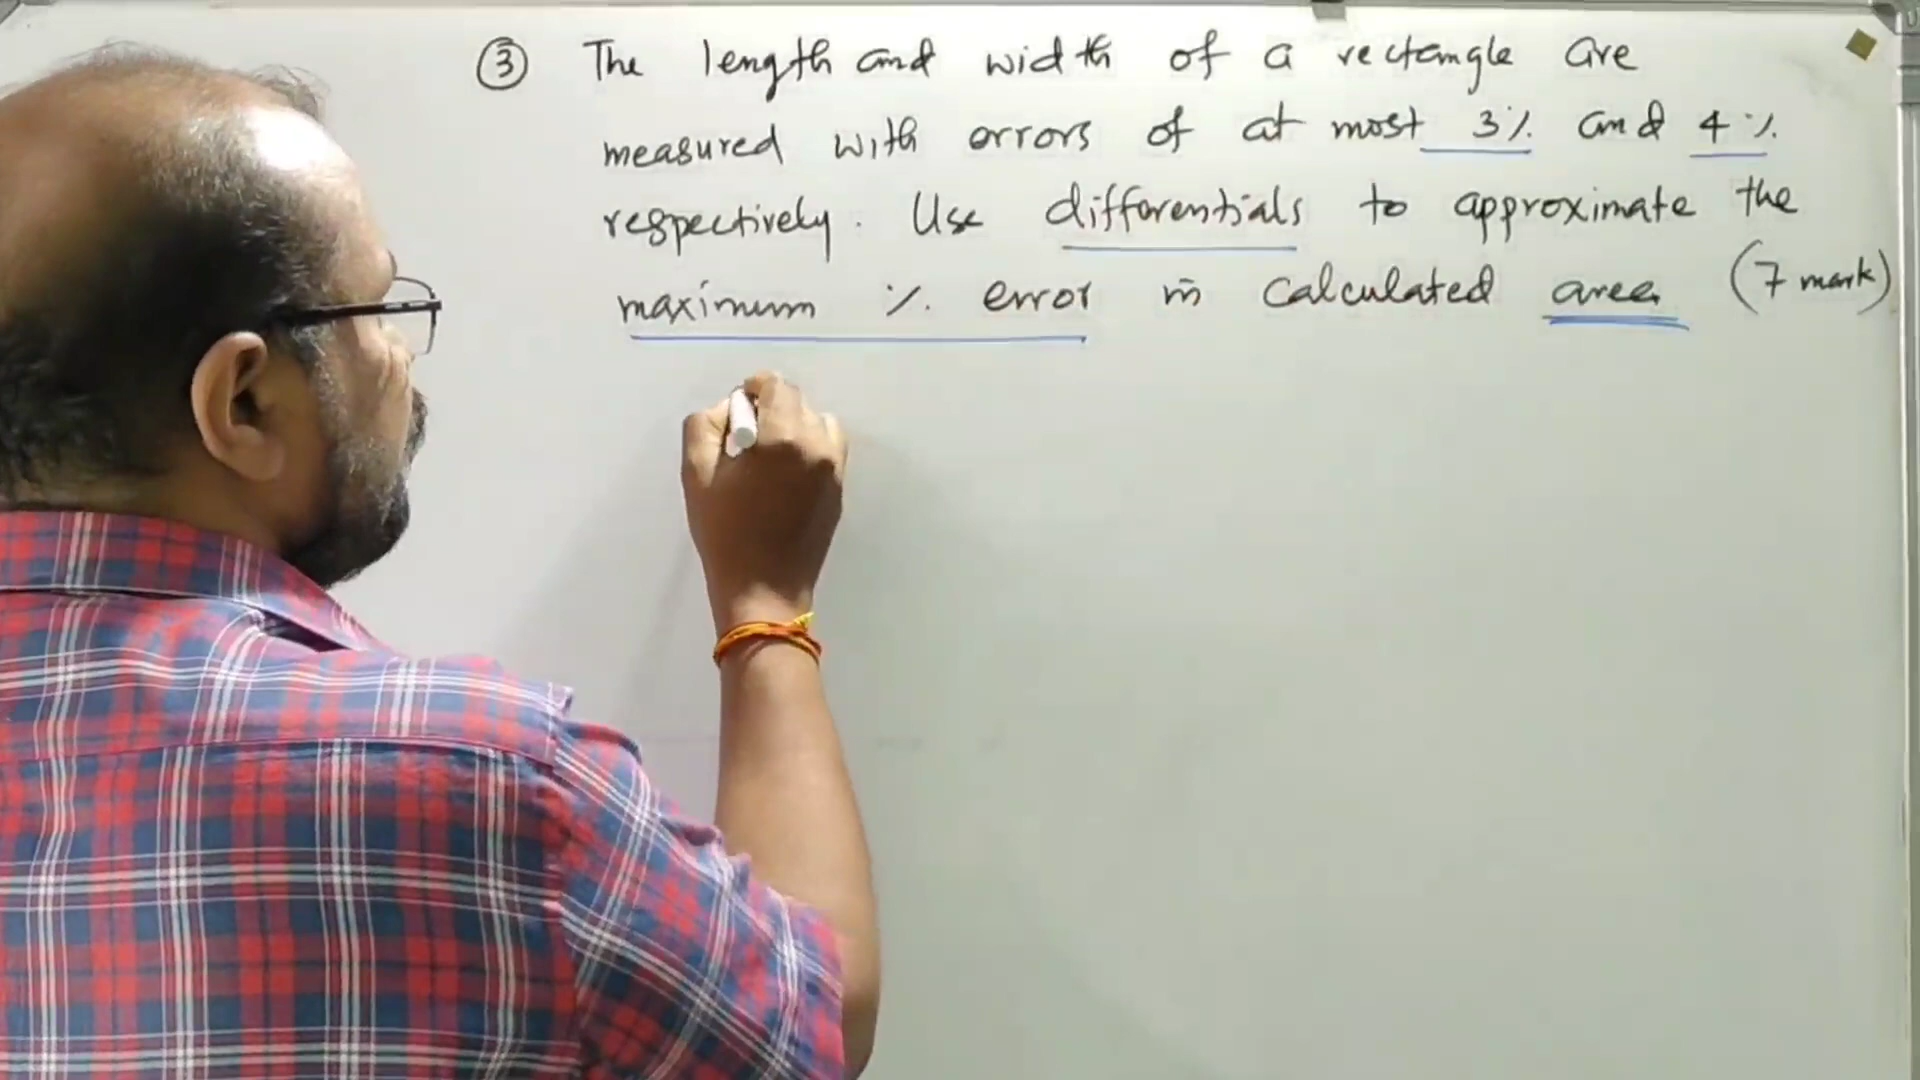 ③ The length and width of a rectangle are
measured with errors of at most 3% and 4%
respectively. Use differentials to approximate the
maximum % error in calculated area (7 mark)